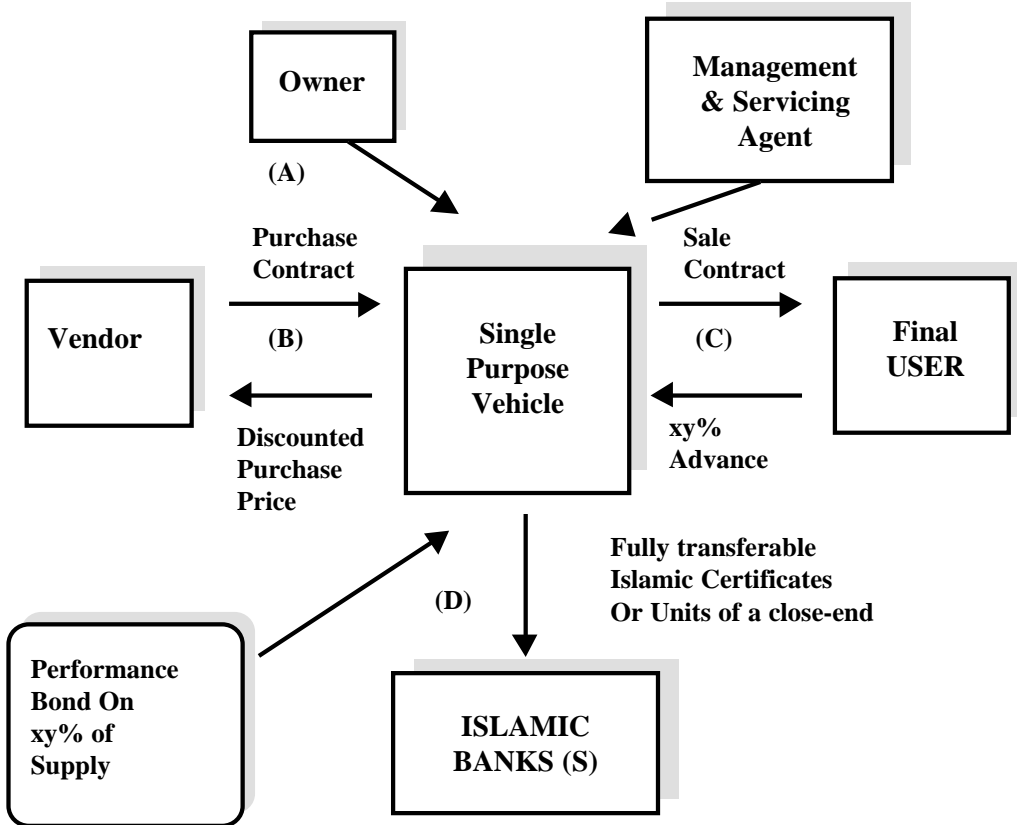 Owner
Management
& Servicing
Agent
(A)
Purchase
Contract
Sale
Contract
Vendor
(B)
Single
Purpose
Vehicle
(C)
Final
USER
Discounted
Purchase
Price
xy%
Advance
Fully transferable
Islamic Certificates
Or Units of a close-end
(D)
Performance
Bond On
xy% of
Supply
ISLAMIC
BANKS (S)